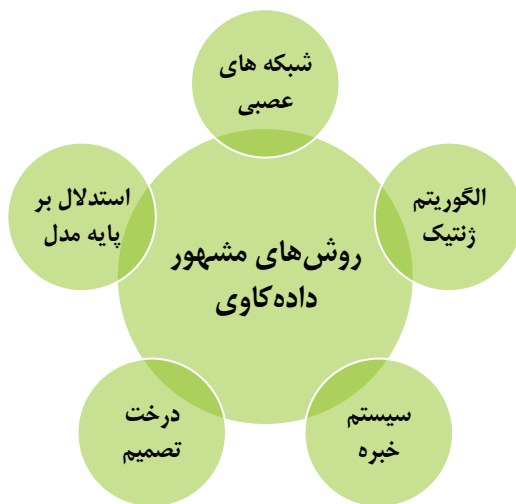 شبکه های
عصبی
الگوریتم
ژنتیک
استدلال بر
پایه مدل
روش‌های مشهور
داده‌کاوی
سیستم
خبره
درخت
تصمیم